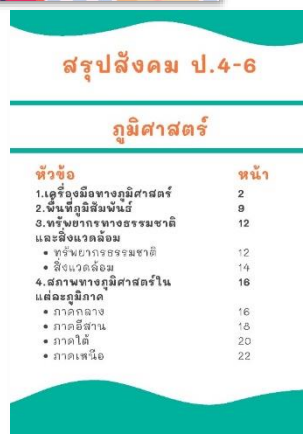 สรุปสังคม ป.4-6
ภูมิศาสตร์
หัวข้อ หน้า
1.เครื่องมือทางภูมิศาสตร์ 2
2.พื้นที่ภูมิสัมพันธ์ 9
3.ทรัพยากรทางธรรมชาติ 12
และสิ่งแวดล้อม
• ทรัพยากรธรรมชาติ 12
• สิ่งแวดล้อม 14
4.สภาพทางภูมิศาสตร์ใน 16
แต่ละภูมิภาค
• ภาคกลาง 16
• ภาคอีสาน 18
• ภาคใต้ 20
• ภาคเหนือ 22